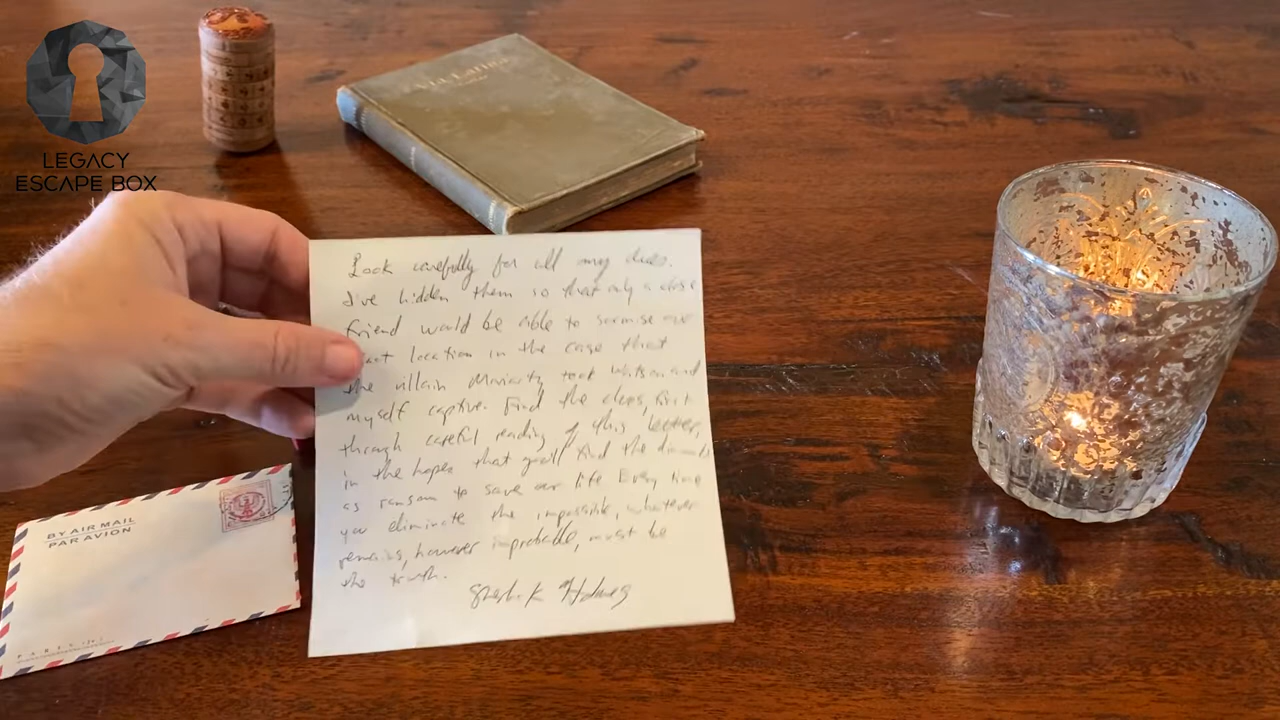 LEGACY
ESCAPE BOX
Look carefully for all my clues.
I've hidden them so that only a close
friend would be able to surmise our
location in the case that
the villain Moriarty took Watson and
myself captive. Find the clues, first
through careful reading of this letter,
in the hopes that you'll find the diamonds
as ransom to save our life Every time
you eliminate the impossible, whatever
remains, however improbable, must be
the truth.
Sherlock Holmes
BY AIR MAIL
PAR AVION
PARIS